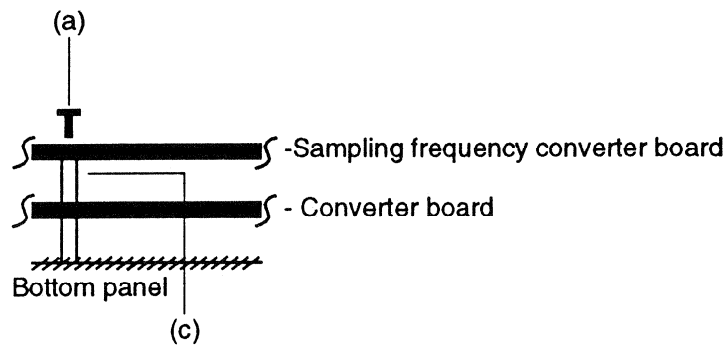 (a)
-Sampling frequency converter board
- Converter board
Bottom panel
(c)